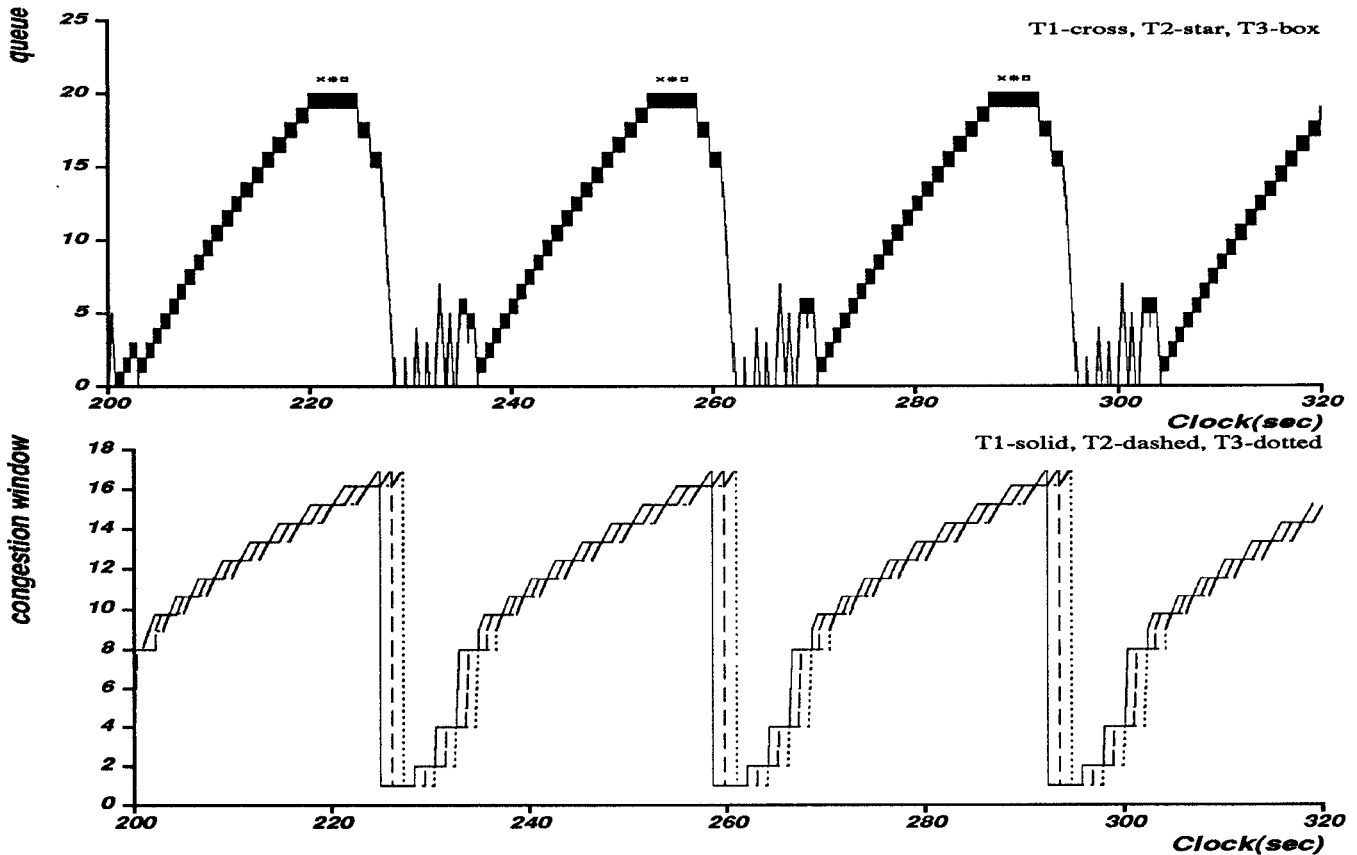 queue
T1-cross, T2-star, T3-box
25
20
15
10
5
0
200 220 240 260 280 300 320
Clock(sec)
congestion window
T1-solid, T2-dashed, T3-dotted
18
16
14
12
10
8
6
4
2
0
200 220 240 260 280 300 320
Clock(sec)